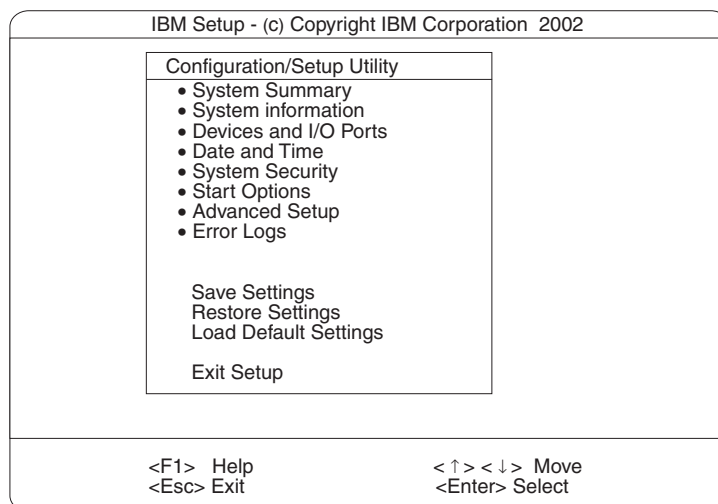 IBM Setup - (c) Copyright IBM Corporation 2002
Configuration/Setup Utility
• System Summary
• System information
• Devices and I/O Ports
• Date and Time
• System Security
• Start Options
• Advanced Setup
• Error Logs
Save Settings
Restore Settings
Load Default Settings
Exit Setup
<F1> Help < ↑ > < ↓ > Move
<Esc> Exit <Enter> Select